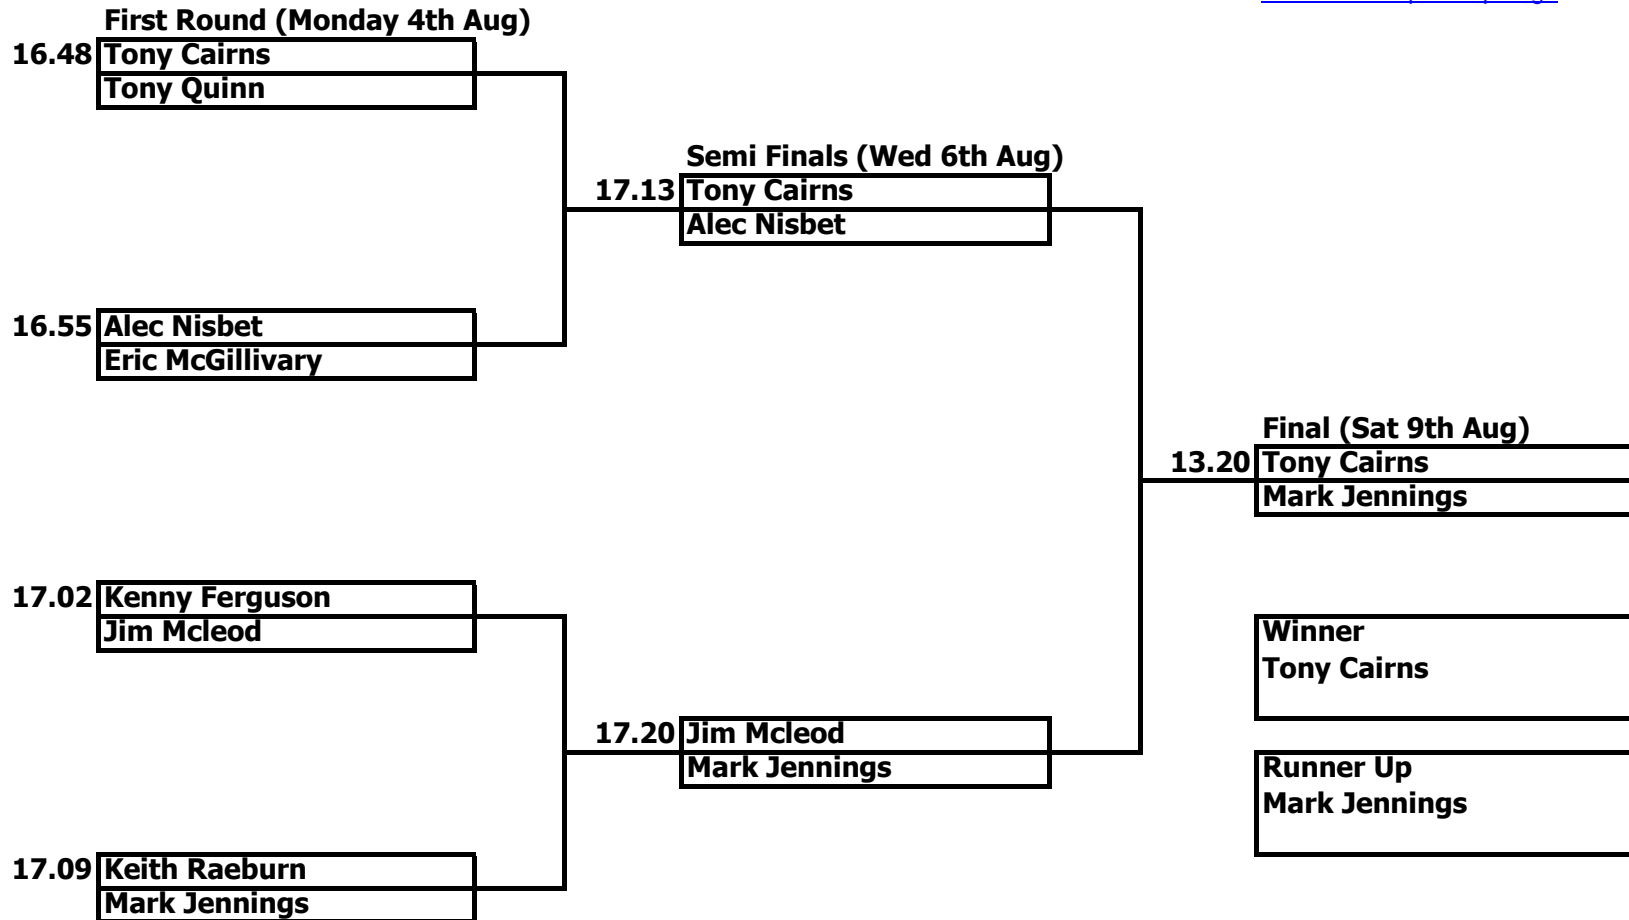 First Round (Monday 4th Aug)
16.48 Tony Cairns
Tony Quinn
16.55 Alec Nisbet
Eric McGillivary
17.02 Kenny Ferguson
Jim Mcleod
17.09 Keith Raeburn
Mark Jennings
Semi Finals (Wed 6th Aug)
17.13 Tony Cairns
Alec Nisbet
17.20 Jim Mcleod
Mark Jennings
Final (Sat 9th Aug)
13.20 Tony Cairns
Mark Jennings
Winner
Tony Cairns
Runner Up
Mark Jennings